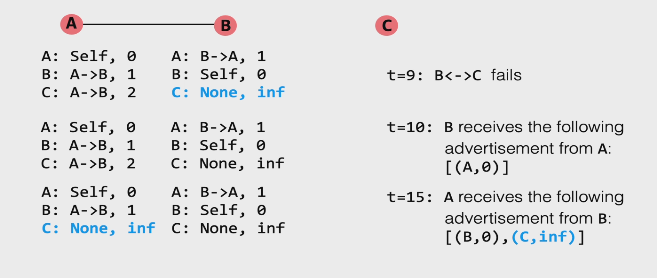 A B C
A: Self, 0 A: B->A, 1
B: A->B, 1 B: Self, 0
C: A->B, 2 C: None, inf
t=9: B<->C fails
A: Self, 0 A: B->A, 1
B: A->B, 1 B: Self, 0
C: A->B, 2 C: None, inf
t=10: B receives the following
advertisement from A:
[(A,0)]
A: Self, 0 A: B->A, 1
B: A->B, 1 B: Self, 0
C: None, inf C: None, inf
t=15: A receives the following
advertisement from B:
[(B,0),(C,inf)]